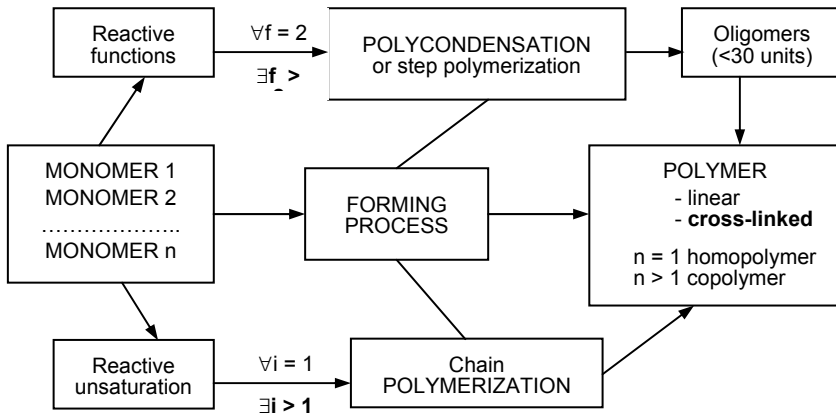 Reactive
functions
∀f = 2
∃f >
POLYCONDENSATION
or step polymerization
Oligomers
(<30 units)
MONOMER 1
MONOMER 2
………………..
MONOMER n
FORMING
PROCESS
POLYMER
- linear
- cross-linked
n = 1 homopolymer
n > 1 copolymer
Reactive
unsaturation
∀i = 1
∃i > 1
Chain
POLYMERIZATION